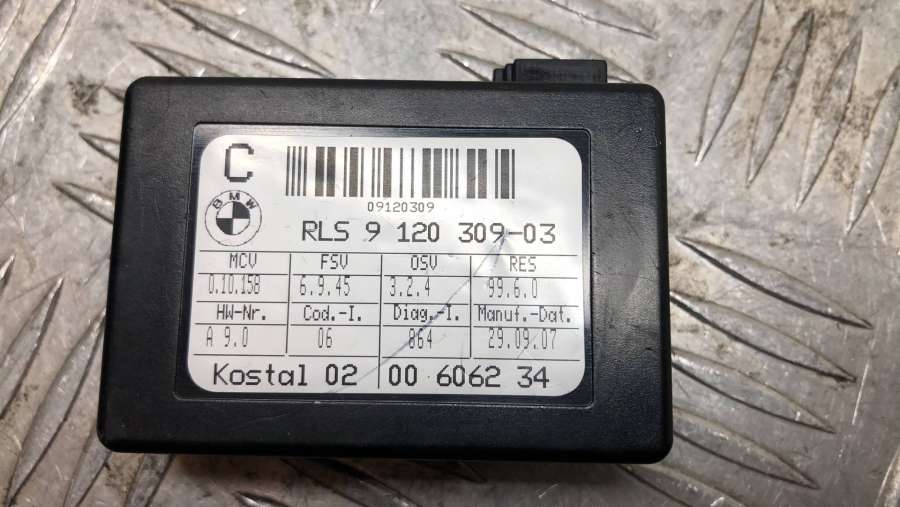 C
09120309
BMW
RLS 9 120 309-03
MCV FSV OSV RES
0.10.158 6.9.45 3.2.4 99.6.0
HW-Nr. Cod.-I. Diag.-I. Manuf.-Dat.
A 9.0 06 864 29.09.07
Kostal 02 00 6062 34